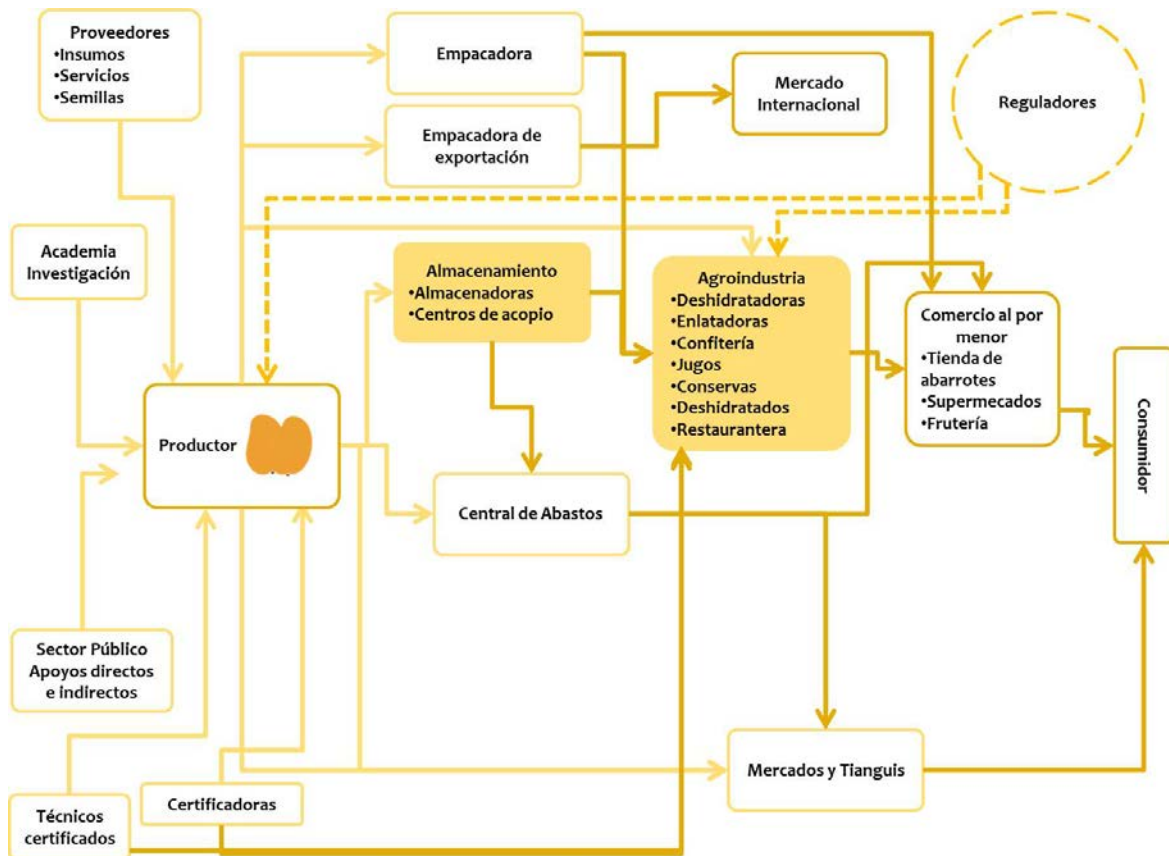 Proveedores
•Insumos
•Servicios
•Semillas
Empacadora
Mercado
Internacional
Reguladores
Empacadora de
exportación
Academia
Investigación
Almacenamiento
•Almacenadoras
•Centros de acopio
Agroindustria
•Deshidratadoras
•Enlatadoras
•Confitería
•Jugos
•Conservas
•Deshidratados
•Restaurantera
Comercio al por
menor
•Tienda de
abarrotes
•Supermecados
•Frutería
Consumidor
Productor
Central de Abastos
Sector Público
Apoyos directos
e indirectos
Mercados y Tianguis
Certificadoras
Técnicos
certificados